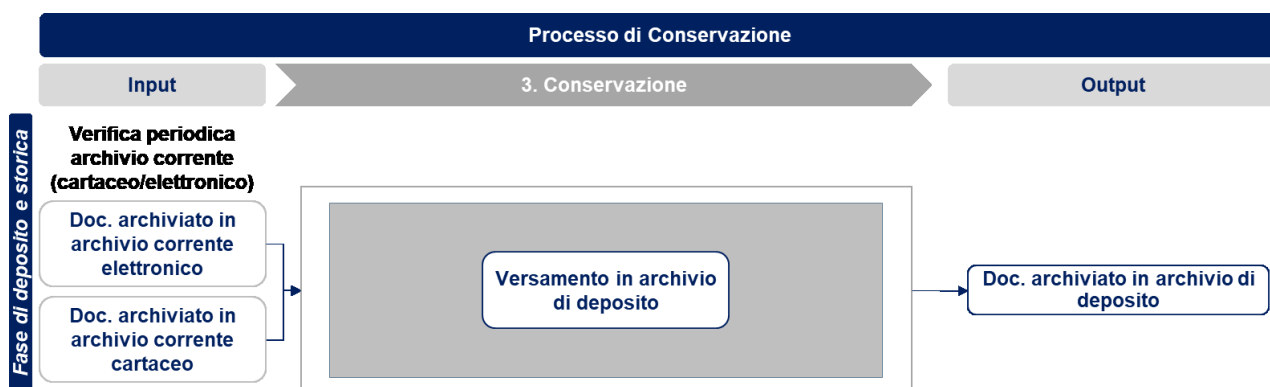 Processo di Conservazione
Input
3. Conservazione
Output
Fase di deposito e storica
Verifica periodica
archivio corrente
(cartaceo/elettronico)
Doc. archiviato in
archivio corrente
elettronico
Doc. archiviato in
archivio corrente
cartaceo
Versamento in archivio
di deposito
Doc. archiviato in archivio di
deposito